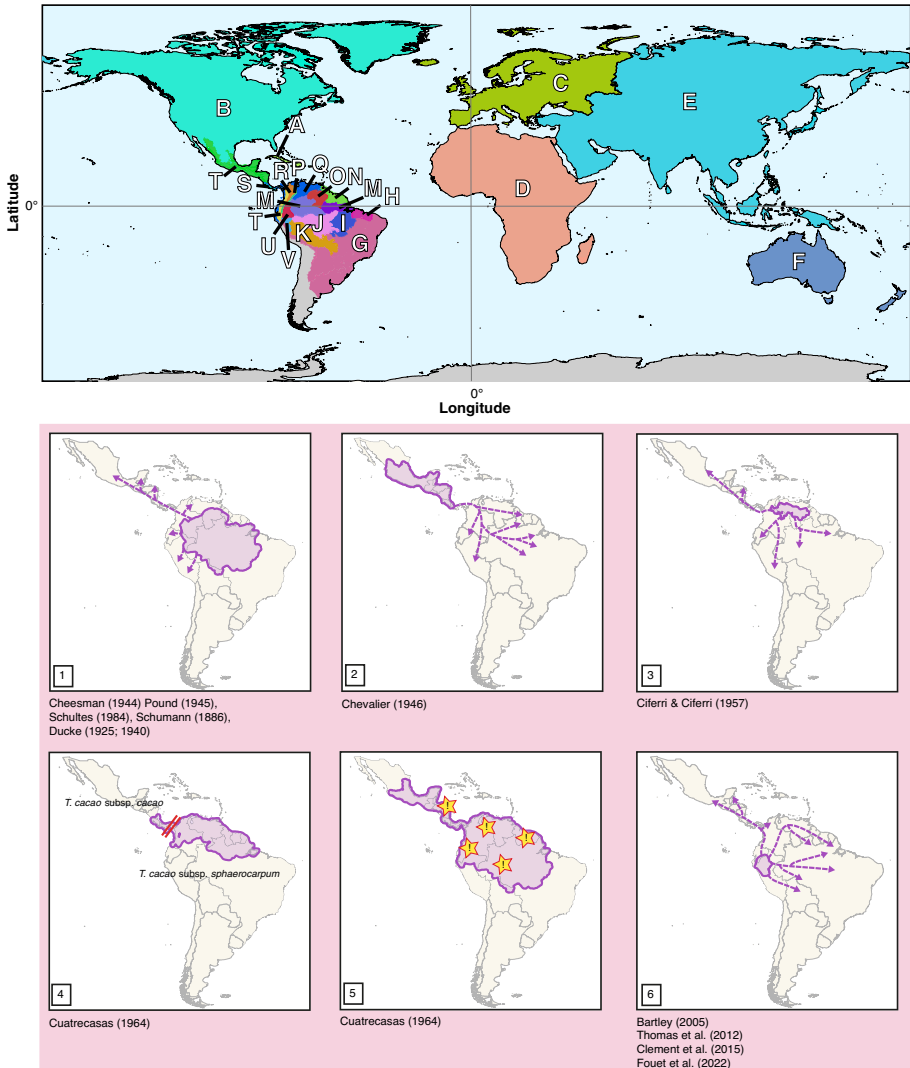 B
C
E
A
T
R
P
Q
S
O
N
M
M
H
D
T
U
K
J
I
G
V
F
Latitude
0°
0°
Longitude
1
Cheesman (1944) Pound (1945),
Schultes (1984), Schumann (1886),
Ducke (1925; 1940)
2
Chevalier (1946)
3
Ciferri & Ciferri (1957)
T. cacao subsp. cacao
T. cacao subsp. sphaerocarpum
4
Cuatrecasas (1964)
! ! ! ! !
5
Cuatrecasas (1964)
6
Bartley (2005)
Thomas et al. (2012)
Clement et al. (2015)
Fouet et al. (2022)